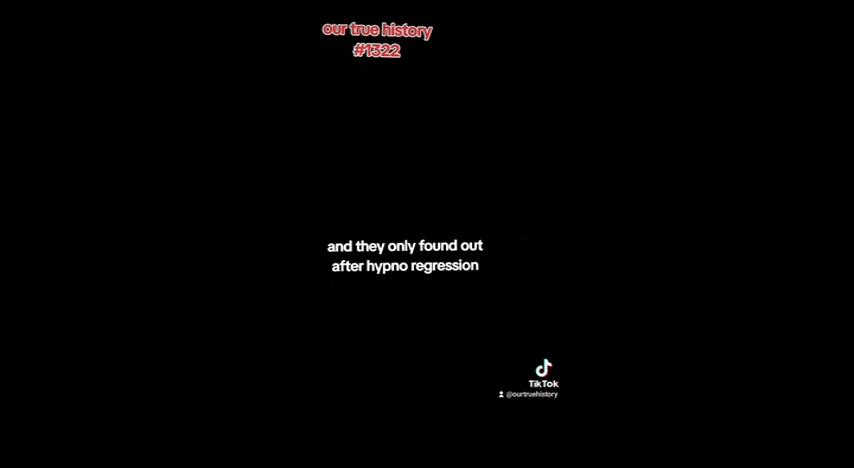 our true history
#1322
and they only found out
after hypno regression
TikTok
@ourtruehistory